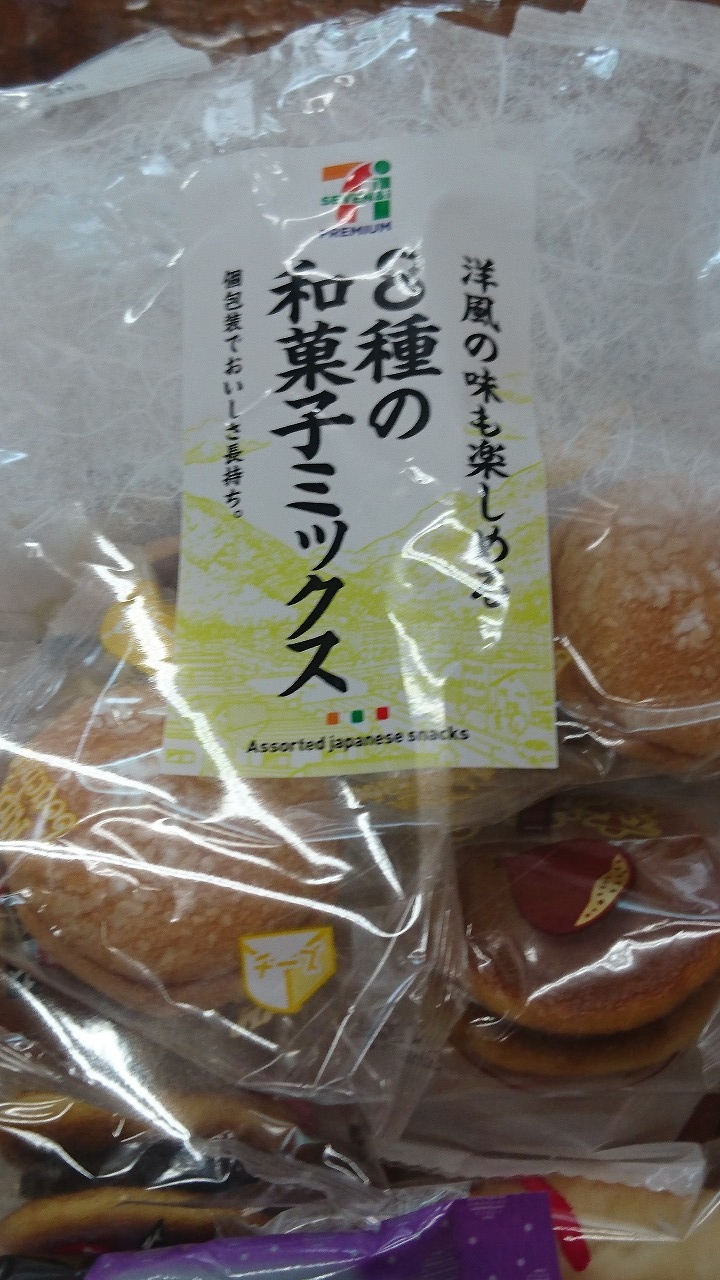 SEVEN&i
PREMIUM
洋風の味も楽しめる
8種の
和菓子ミックス
個包装でおいしさ長持ち。
Assorted japanese snacks
チーズ